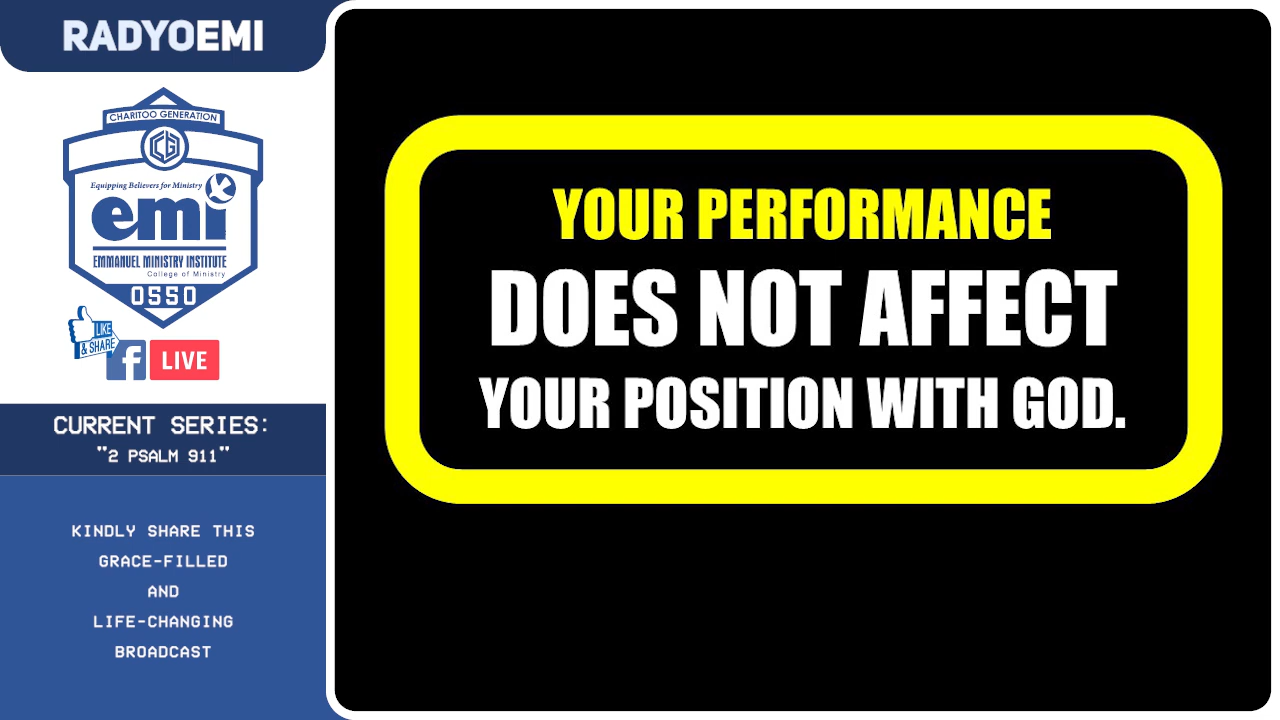 RADYOEMI
CHARITOO GENERATION
CG
Equipping Believers for Ministry
emi
EMMANUEL MINISTRY INSTITUTE
College of Ministry
0550
LIKE
& SHARE
f
LIVE
CURRENT SERIES:
"2 PSALM 911"
KINDLY SHARE THIS
GRACE-FILLED
AND
LIFE-CHANGING
BROADCAST
YOUR PERFORMANCE
DOES NOT AFFECT
YOUR POSITION WITH GOD.